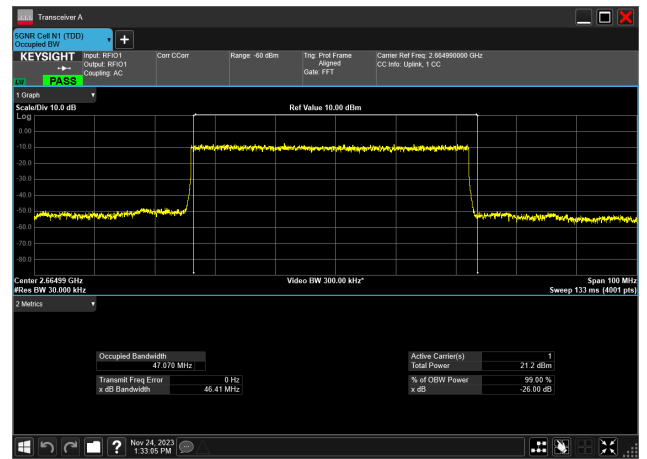 Transceiver A
5GNR Cell N1 (TDD)
Occupied BW
KEYSIGHT Input: RFIO1 Corr CCorr Range: -60 dBm Trig: Prot Frame Carrier Ref Freq: 2.664990000 GHz
Output: RFIO1 Aligned CC Info: Uplink, 1 CC
Coupling: AC Gate: FFT
LW PASS
1 Graph
Scale/Div 10.0 dB Ref Value 10.00 dBm
Log
0.00
-10.0
-20.0
-30.0
-40.0
-50.0
-60.0
-70.0
-80.0
Center 2.66499 GHz Video BW 300.00 kHz* Span 100 MHz
#Res BW 30.000 kHz Sweep 133 ms (4001 pts)
2 Metrics
Occupied Bandwidth Active Carrier(s) 1
47.070 MHz Total Power 21.2 dBm
Transmit Freq Error 0 Hz % of OBW Power 99.00 %
x dB Bandwidth 46.41 MHz x dB -26.00 dB
Nov 24, 2023
1:33:05 PM